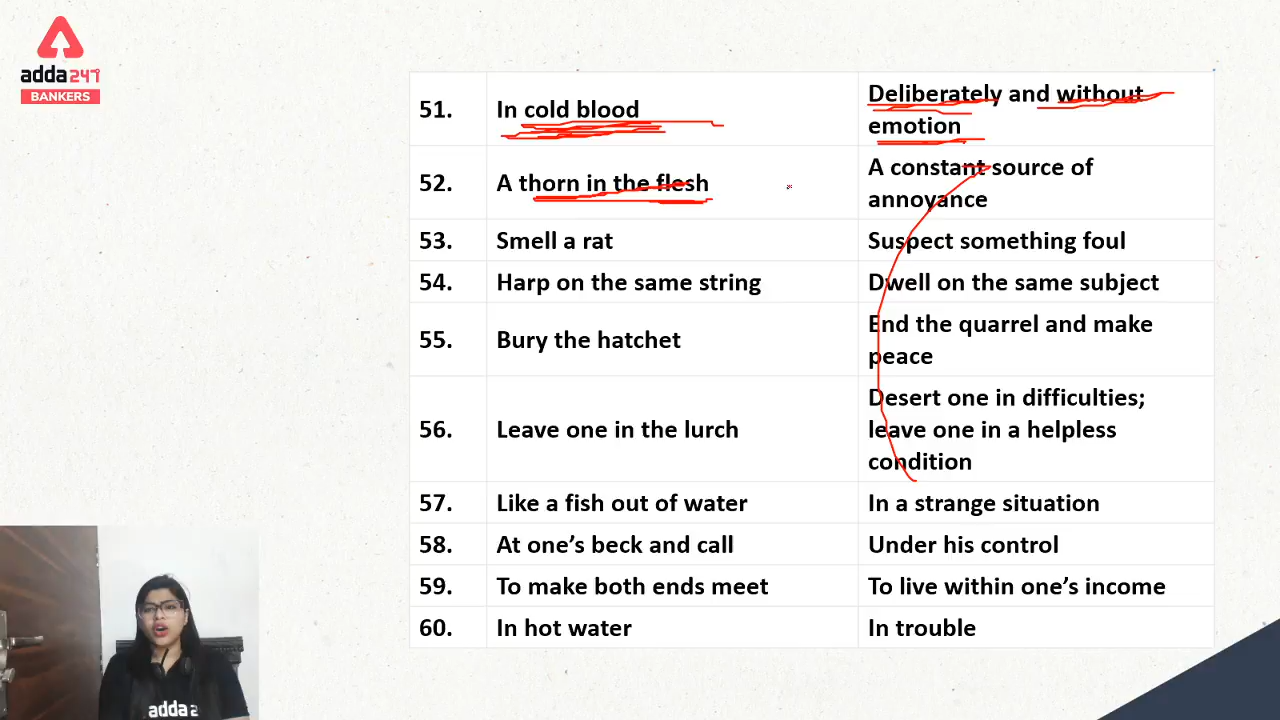 adda247
BANKERS
51. In cold blood Deliberately and without
emotion
52. A thorn in the flesh A constant source of
annoyance
53. Smell a rat Suspect something foul
54. Harp on the same string Dwell on the same subject
55. Bury the hatchet End the quarrel and make
peace
56. Leave one in the lurch Desert one in difficulties;
leave one in a helpless
condition
57. Like a fish out of water In a strange situation
58. At one’s beck and call Under his control
59. To make both ends meet To live within one’s income
60. In hot water In trouble
adda2